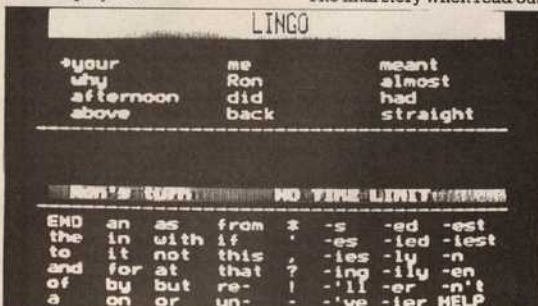 LINGO
→your me meant
why Ron almost
afternoon did had
above back straight
Ron's turn NO TIME LIMIT
END an as from * -s -ed -est
the in with if ' -es -ied -iest
to it not this , -ies -ly -n
and for at that ? -ing -ily -en
of by but re- ! -'ll -er -n't
a on or un- - -'ve -ier HELP